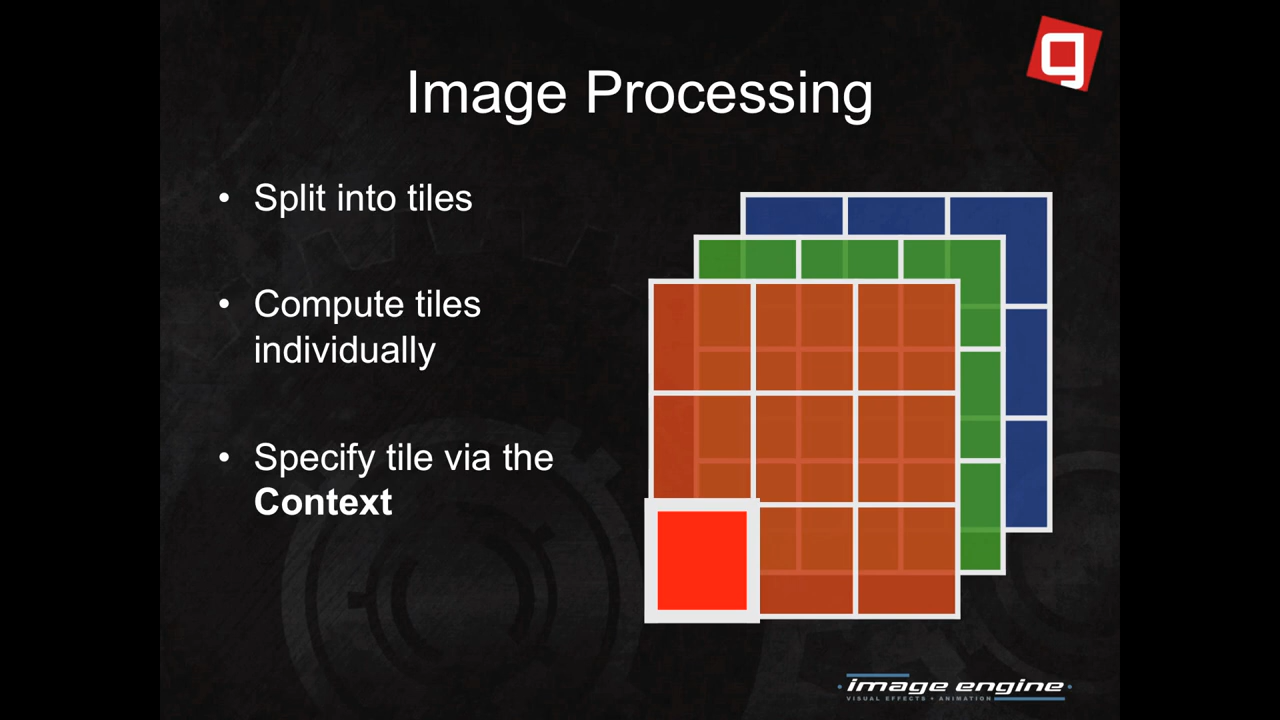 Image Processing
• Split into tiles
• Compute tiles
individually
• Specify tile via the
Context
image engine
VISUAL EFFECTS + ANIMATION